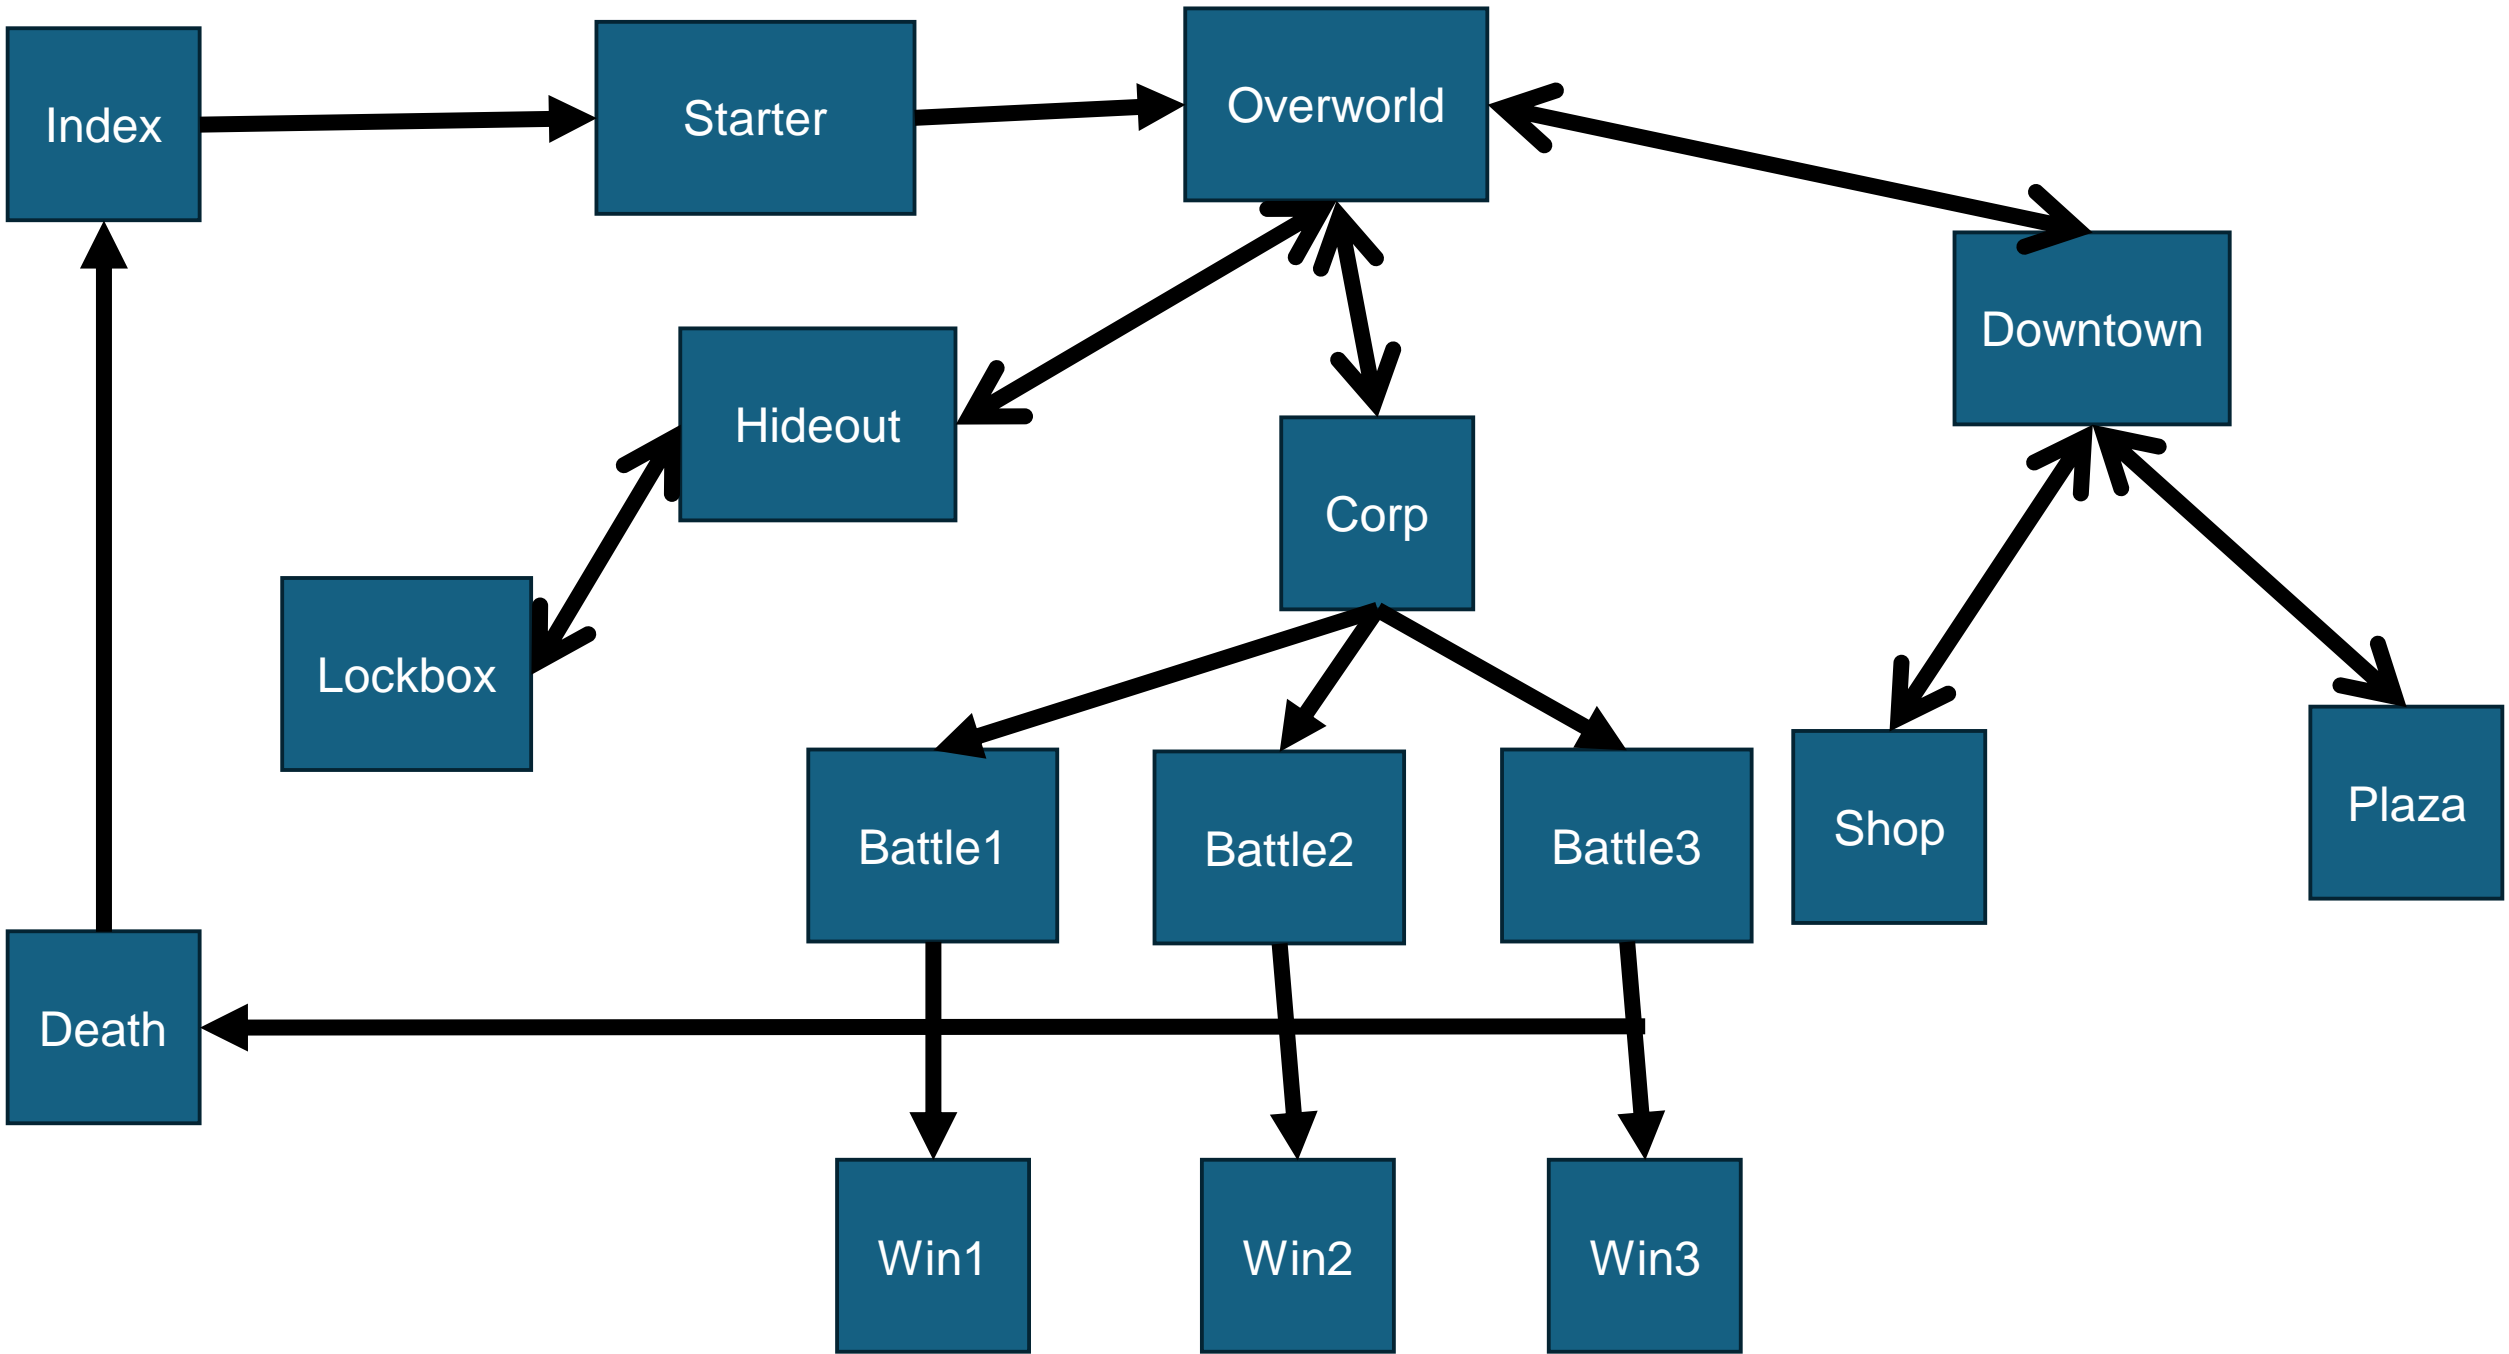 Index
Starter
Overworld
Downtown
Hideout
Corp
Lockbox
Battle1
Battle2
Battle3
Shop
Plaza
Death
Win1
Win2
Win3